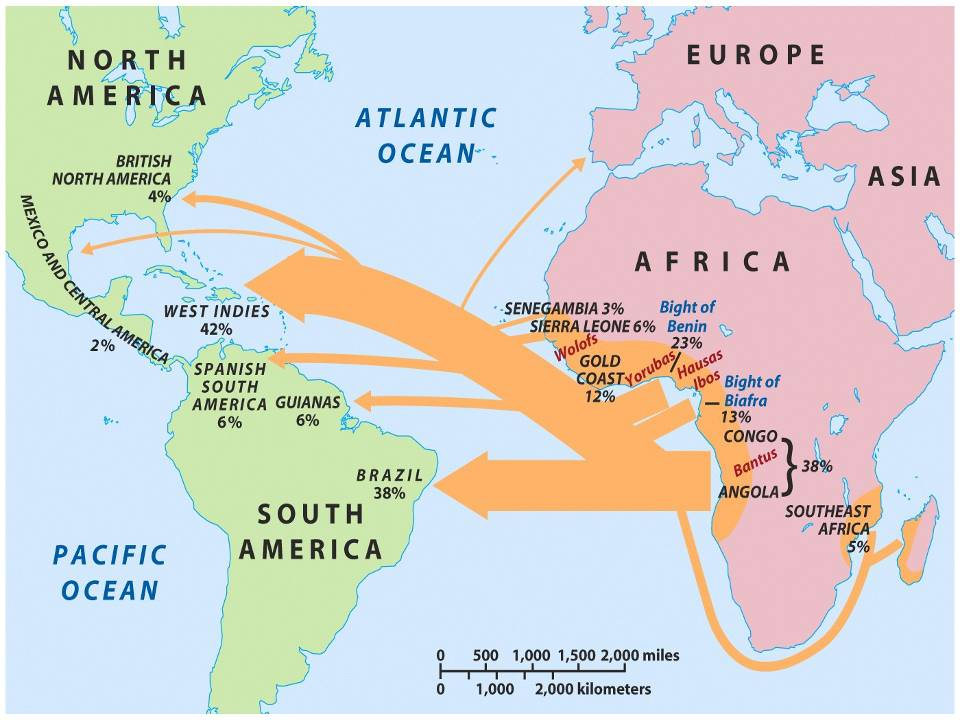 NORTH
AMERICA
EUROPE
ATLANTIC
OCEAN
ASIA
BRITISH
NORTH AMERICA
4%
MEXICO AND CENTRAL AMERICA
2%
AFRICA
WEST INDIES
42%
SENEGAMBIA 3%
SIERRA LEONE 6%
Wolofs
GOLD
COAST
12%
Yorubas
Bight of
Benin
23%
Hausas
Ibos
Bight of
Biafra
13%
SPANISH
SOUTH
AMERICA
6%
GUIANAS
6%
CONGO
Bantus
38%
ANGOLA
BRAZIL
38%
SOUTHEAST
AFRICA
5%
SOUTH
AMERICA
PACIFIC
OCEAN
0 500 1,000 1,500 2,000 miles
0 1,000 2,000 kilometers